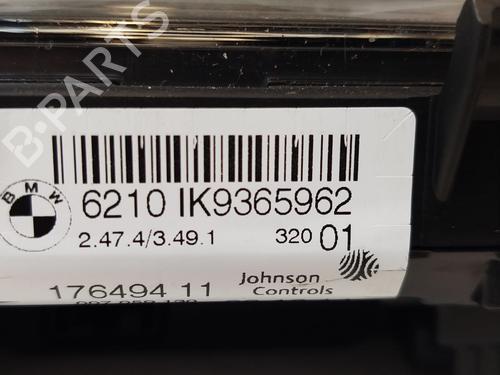 B-PARTS
BMW
6210 IK9365962
2.47.4/3.49.1 320 01
176494 11 Johnson
Controls